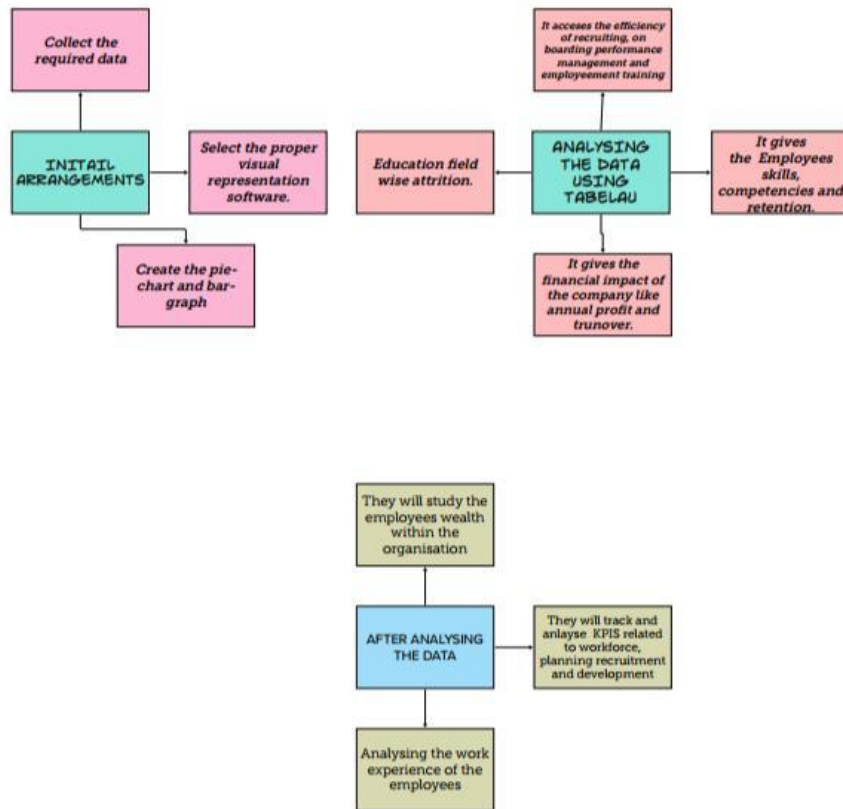 Collect the
required data
INITAIL
ARRANGEMENTS
Select the proper
visual
representation
software.
Create the pie-
chart and bar-
graph
It acceses the efficiency
of recruiting, on
boarding performance
management and
employeement training
Education field
wise attrition.
ANALYSING
THE DATA
USING
TABELAU
It gives
the Employees
skills,
competencies and
retention.
It gives the
financial impact of
the company like
annual profit and
trunover.
They will study the
employees wealth
within the
organisation
AFTER ANALYSING
THE DATA
They will track and
anlayse KPIS related
to workforce,
planning recruitment
and development
Analysing the work
experience of the
employees